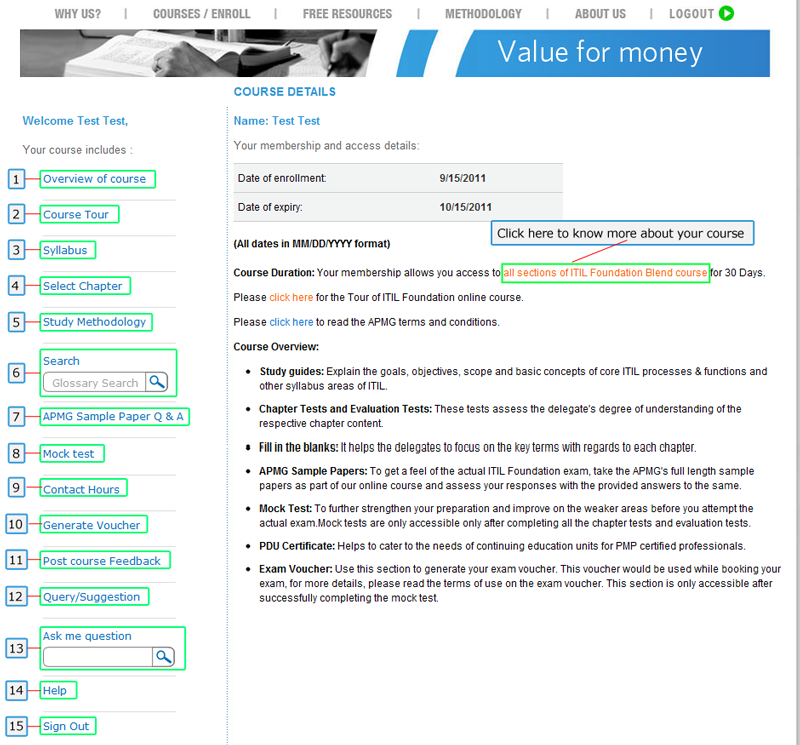 WHY US? | COURSES / ENROLL | FREE RESOURCES | METHODOLOGY | ABOUT US | LOGOUT
Value for money
COURSE DETAILS
Welcome Test Test,
Your course includes :
1 Overview of course
2 Course Tour
3 Syllabus
4 Select Chapter
5 Study Methodology
6 Search
Glossary Search
7 APMG Sample Paper Q & A
8 Mock test
9 Contact Hours
10 Generate Voucher
11 Post course Feedback
12 Query/Suggestion
13 Ask me question
14 Help
15 Sign Out
Name: Test Test
Your membership and access details:
Date of enrollment: 9/15/2011
Date of expiry: 10/15/2011
Click here to know more about your course
(All dates in MM/DD/YYYY format)
Course Duration: Your membership allows you access to all sections of ITIL Foundation Blend course for 30 Days.
Please click here for the Tour of ITIL Foundation online course.
Please click here to read the APMG terms and conditions.
Course Overview:
• Study guides: Explain the goals, objectives, scope and basic concepts of core ITIL processes & functions and
other syllabus areas of ITIL.
• Chapter Tests and Evaluation Tests: These tests assess the delegate's degree of understanding of the
respective chapter content.
• Fill in the blanks: It helps the delegates to focus on the key terms with regards to each chapter.
• APMG Sample Papers: To get a feel of the actual ITIL Foundation exam, take the APMG's full length sample
papers as part of our online course and assess your responses with the provided answers to the same.
• Mock Test: To further strengthen your preparation and improve on the weaker areas before you attempt the
actual exam.Mock tests are only accessible only after completing all the chapter tests and evaluation tests.
• PDU Certificate: Helps to cater to the needs of continuing education units for PMP certified professionals.
• Exam Voucher: Use this section to generate your exam voucher. This voucher would be used while booking your
exam, for more details, please read the terms of use on the exam voucher. This section is only accessible after
successfully completing the mock test.